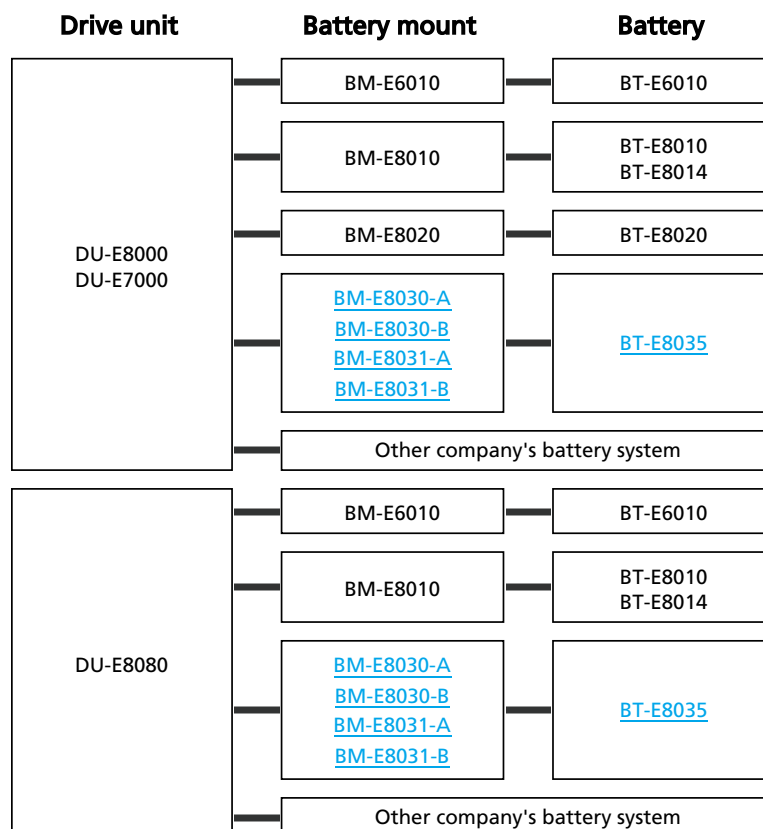 Drive unit
Battery mount
Battery
DU-E8000
DU-E7000
BM-E6010
BT-E6010
BM-E8010
BT-E8010
BT-E8014
BM-E8020
BT-E8020
BM-E8030-A
BM-E8030-B
BM-E8031-A
BM-E8031-B
BT-E8035
Other company's battery system
DU-E8080
BM-E6010
BT-E6010
BM-E8010
BT-E8010
BT-E8014
BM-E8030-A
BM-E8030-B
BM-E8031-A
BM-E8031-B
BT-E8035
Other company's battery system